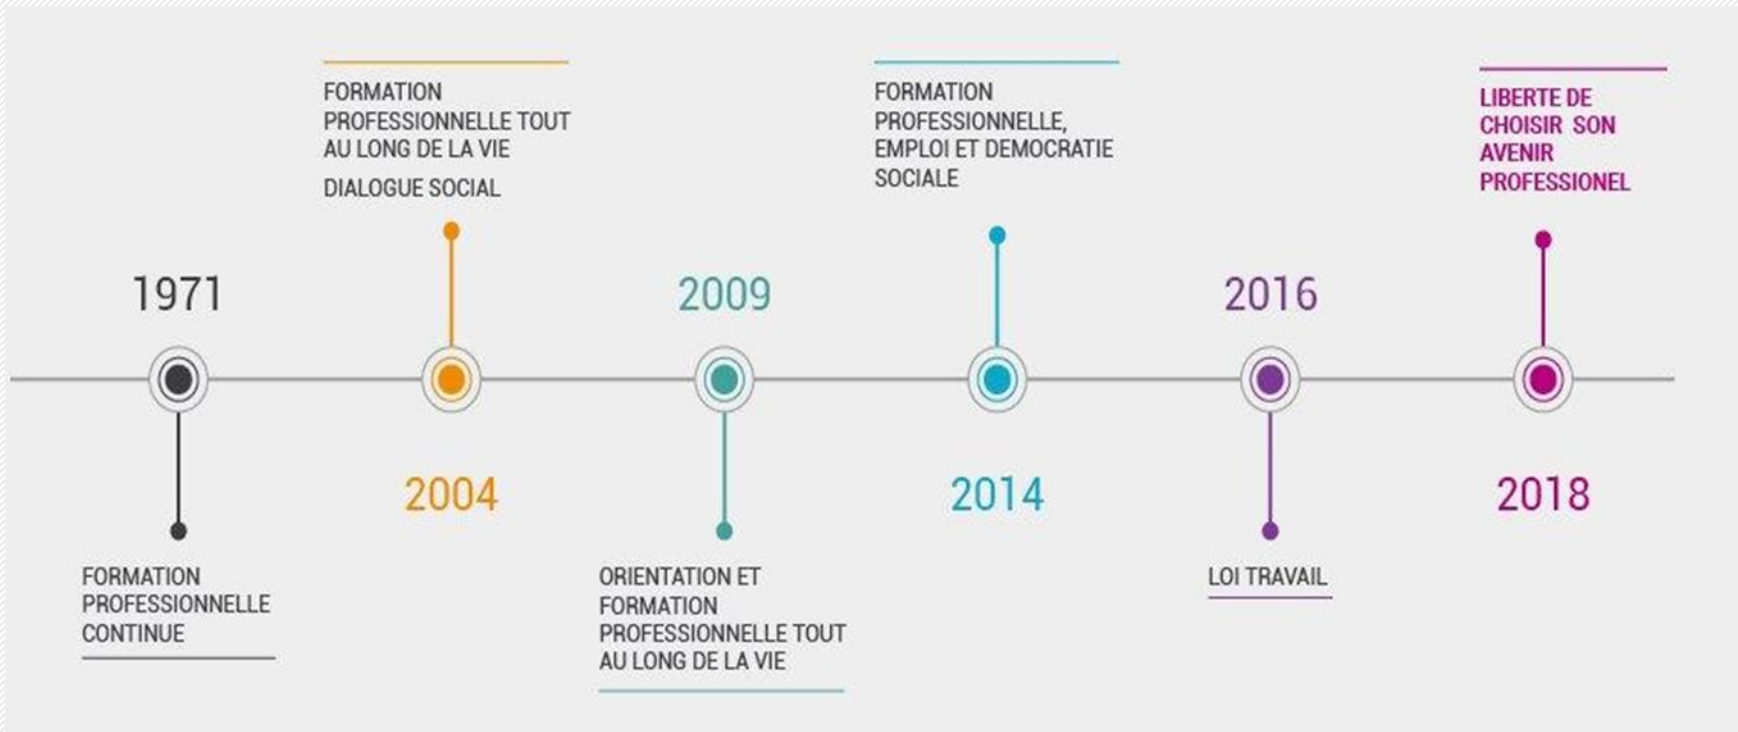 1971
FORMATION
PROFESSIONNELLE
CONTINUE
FORMATION
PROFESSIONNELLE TOUT
AU LONG DE LA VIE
DIALOGUE SOCIAL
2004
2009
ORIENTATION ET
FORMATION
PROFESSIONNELLE TOUT
AU LONG DE LA VIE
FORMATION
PROFESSIONNELLE,
EMPLOI ET DEMOCRATIE
SOCIALE
2014
2016
LOI TRAVAIL
LIBERTE DE
CHOISIR SON
AVENIR
PROFESSIONEL
2018